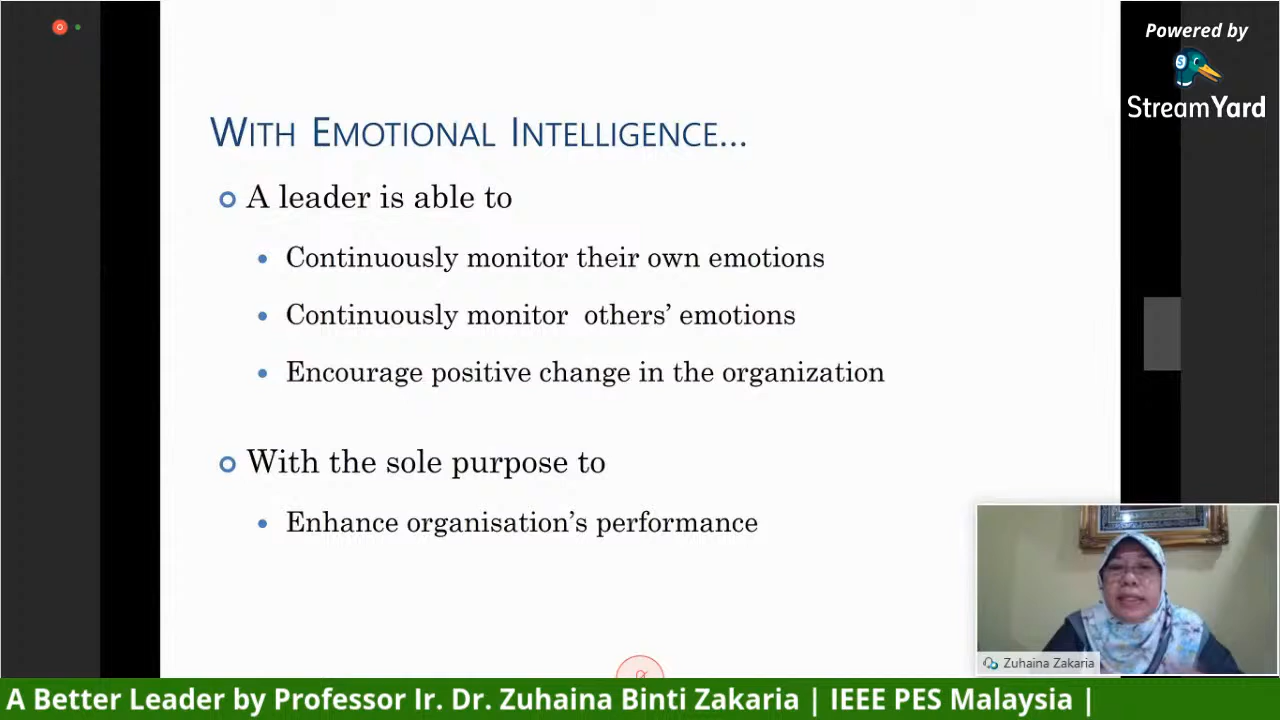 Powered by
StreamYard
WITH EMOTIONAL INTELLIGENCE...
A leader is able to
Continuously monitor their own emotions
Continuously monitor others’ emotions
Encourage positive change in the organization
With the sole purpose to
Enhance organisation’s performance
Zuhaina Zakaria
A Better Leader by Professor Ir. Dr. Zuhaina Binti Zakaria | IEEE PES Malaysia |